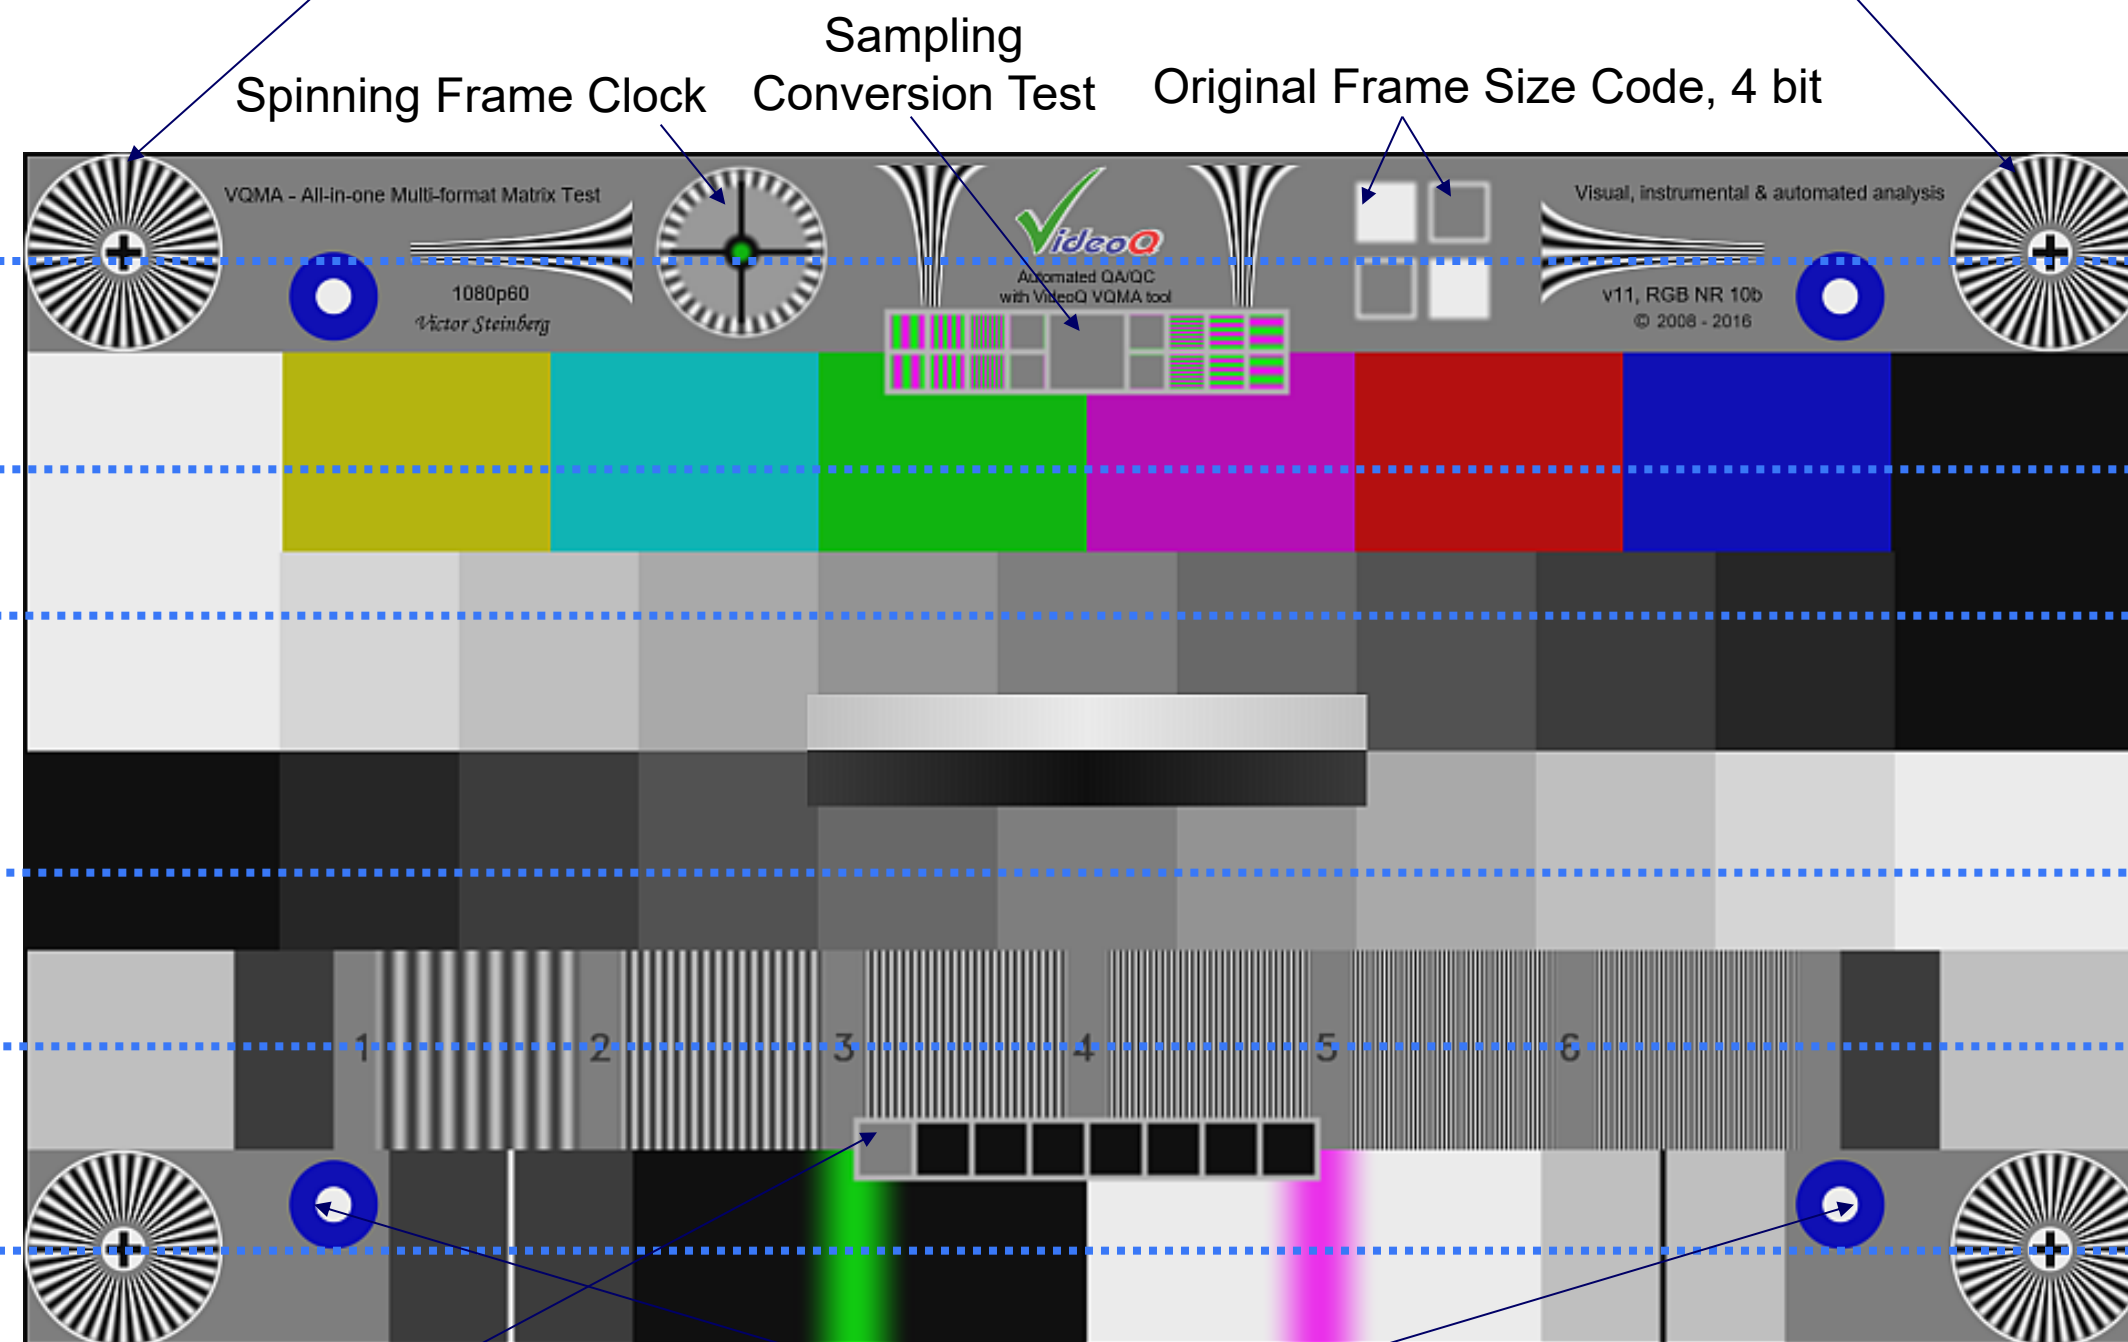 Sampling
Spinning Frame Clock
Conversion Test
Original Frame Size Code, 4 bit
VQMA - All-in-one Multi-format Matrix Test
Visual, instrumental & automated analysis
VideoQ
Automated QA/QC
with VideoQ VQMA tool
1080p60
Victor Steinberg
v11, RGB NR 10b
© 2008 - 2016
1 2 3 4 5 6